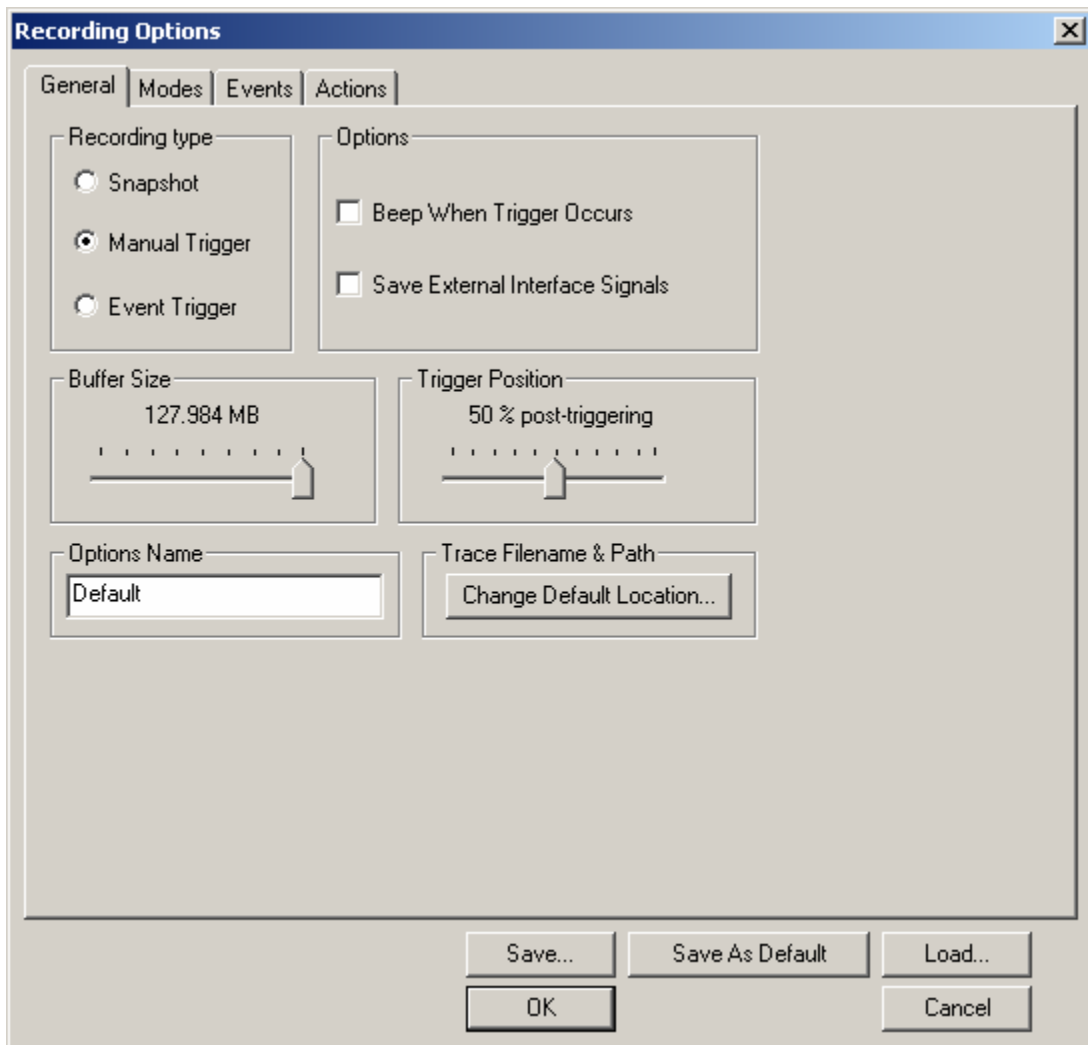 Recording Options
General Modes Events Actions
Recording type
Snapshot
Manual Trigger
Event Trigger
Options
Beep When Trigger Occurs
Save External Interface Signals
Buffer Size
127.984 MB
Trigger Position
50 % post-triggering
Options Name
Default
Trace Filename & Path
Change Default Location...
Save... Save As Default Load...
OK Cancel